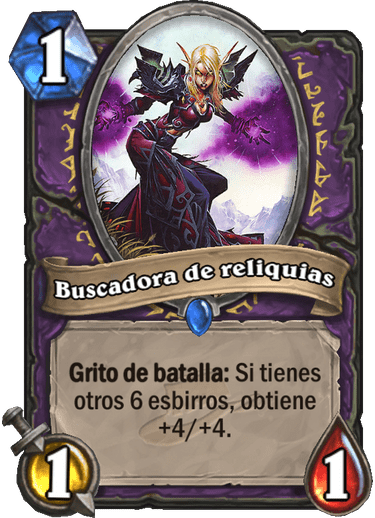 1
Buscadora de reliquias
Grito de batalla: Si tienes
otros 6 esbirros, obtiene
+4/+4.
1
1